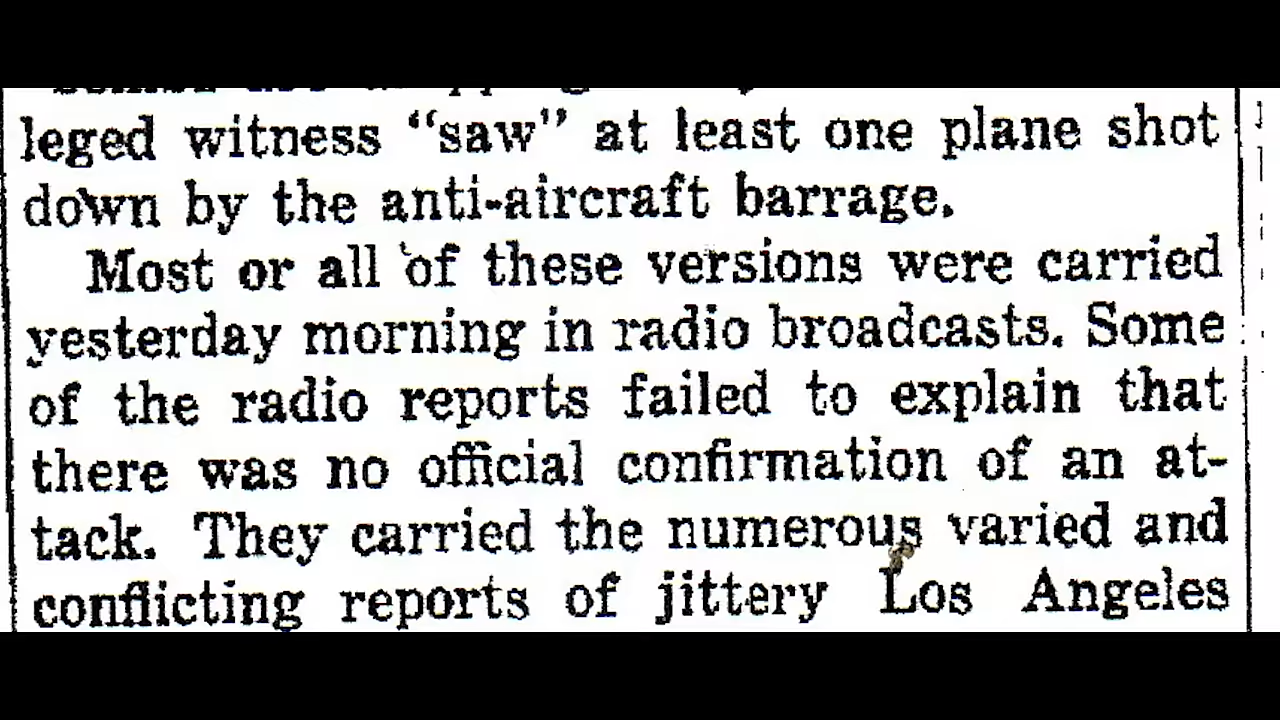 leged witness “saw” at least one plane shot
down by the anti-aircraft barrage.
Most or all of these versions were carried
yesterday morning in radio broadcasts. Some
of the radio reports failed to explain that
there was no official confirmation of an at-
tack. They carried the numerous varied and
conflicting reports of jittery Los Angeles